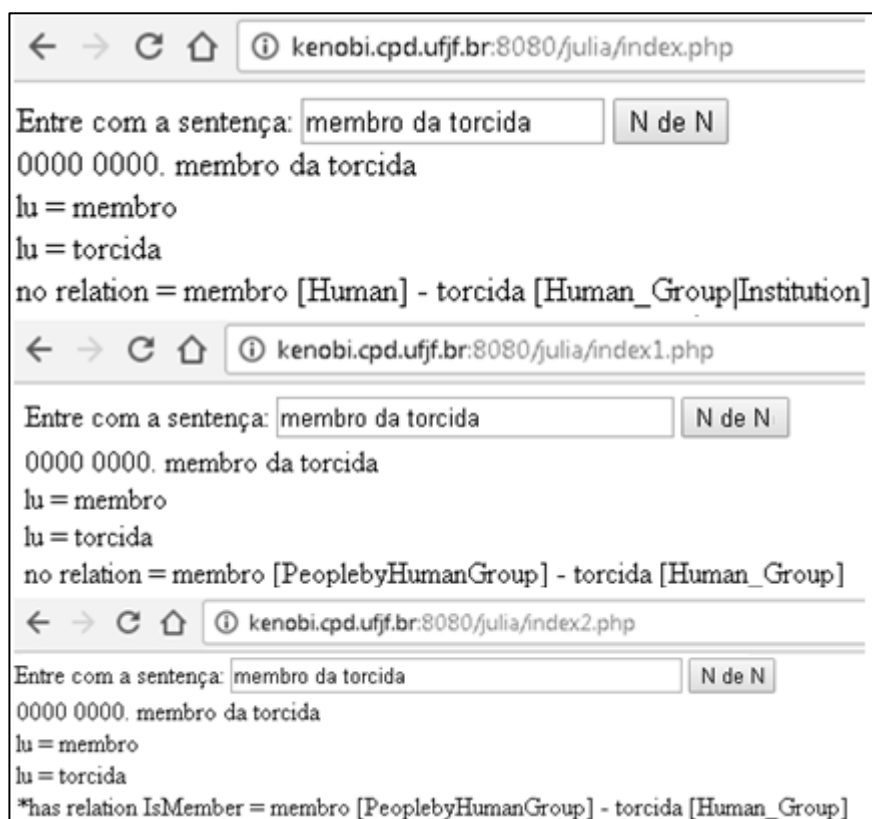 kenobi.cpd.ufjf.br:8080/julia/index.php
Entre com a sentença: membro da torcida N de N
0000 0000. membro da torcida
lu = membro
lu = torcida
no relation = membro [Human] - torcida [Human_Group|Institution]
kenobi.cpd.ufjf.br:8080/julia/index1.php
Entre com a sentença: membro da torcida N de N
0000 0000. membro da torcida
lu = membro
lu = torcida
no relation = membro [PeoplebyHumanGroup] - torcida [Human_Group]
kenobi.cpd.ufjf.br:8080/julia/index2.php
Entre com a sentença: membro da torcida N de N
0000 0000. membro da torcida
lu = membro
lu = torcida
*has relation IsMember = membro [PeoplebyHumanGroup] - torcida [Human_Group]